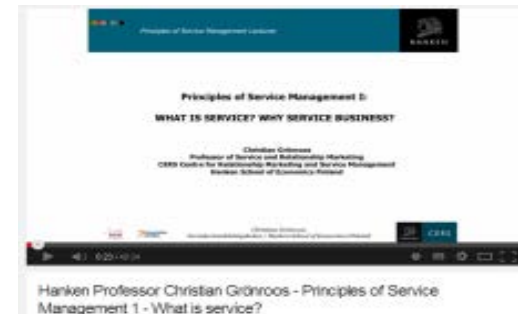 Principles of Service Management Lectures
HANKEN
Principles of Service Management I:
WHAT IS SERVICE? WHY SERVICE BUSINESS?
Christian Grönroos
Professor of Service and Relationship Marketing
CERS Centre for Relationship Marketing and Service Management
Hanken School of Economics Finland
Christian Grönroos
CERS
Hanken Professor Christian Grönroos - Principles of Service
Management 1 - What is service?